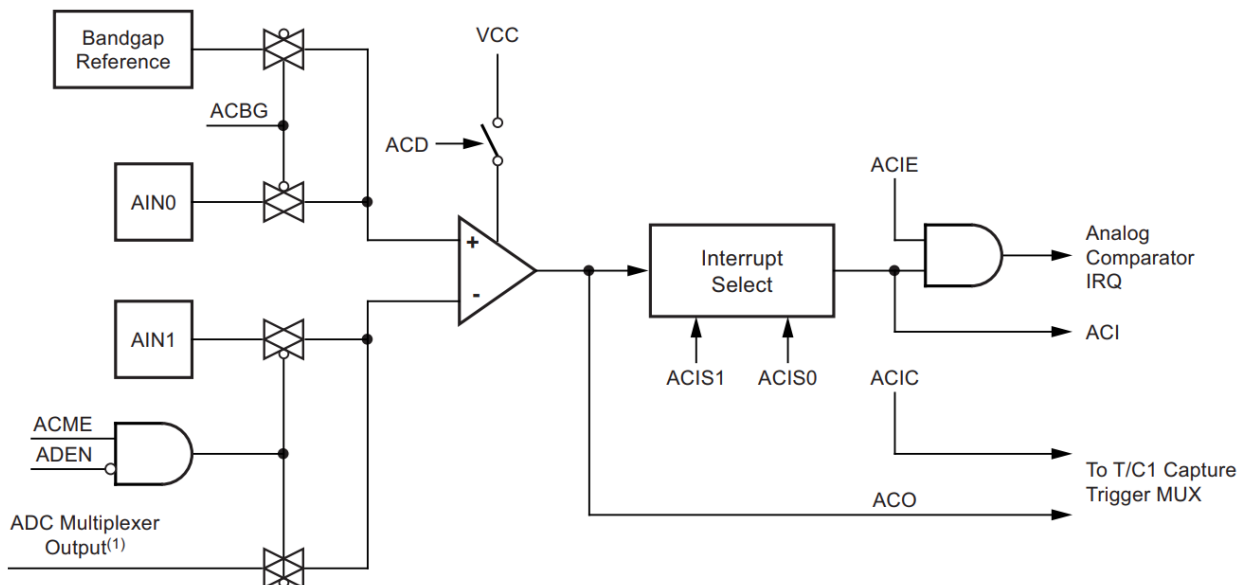 Bandgap
Reference
VCC
ACBG
ACD
AIN0
ACIE
+
-
Interrupt
Select
Analog
Comparator
IRQ
AIN1
ACI
ACIS1
ACIS0
ACIC
ACME
ADEN
To T/C1 Capture
Trigger MUX
ACO
ADC Multiplexer
Output(1)